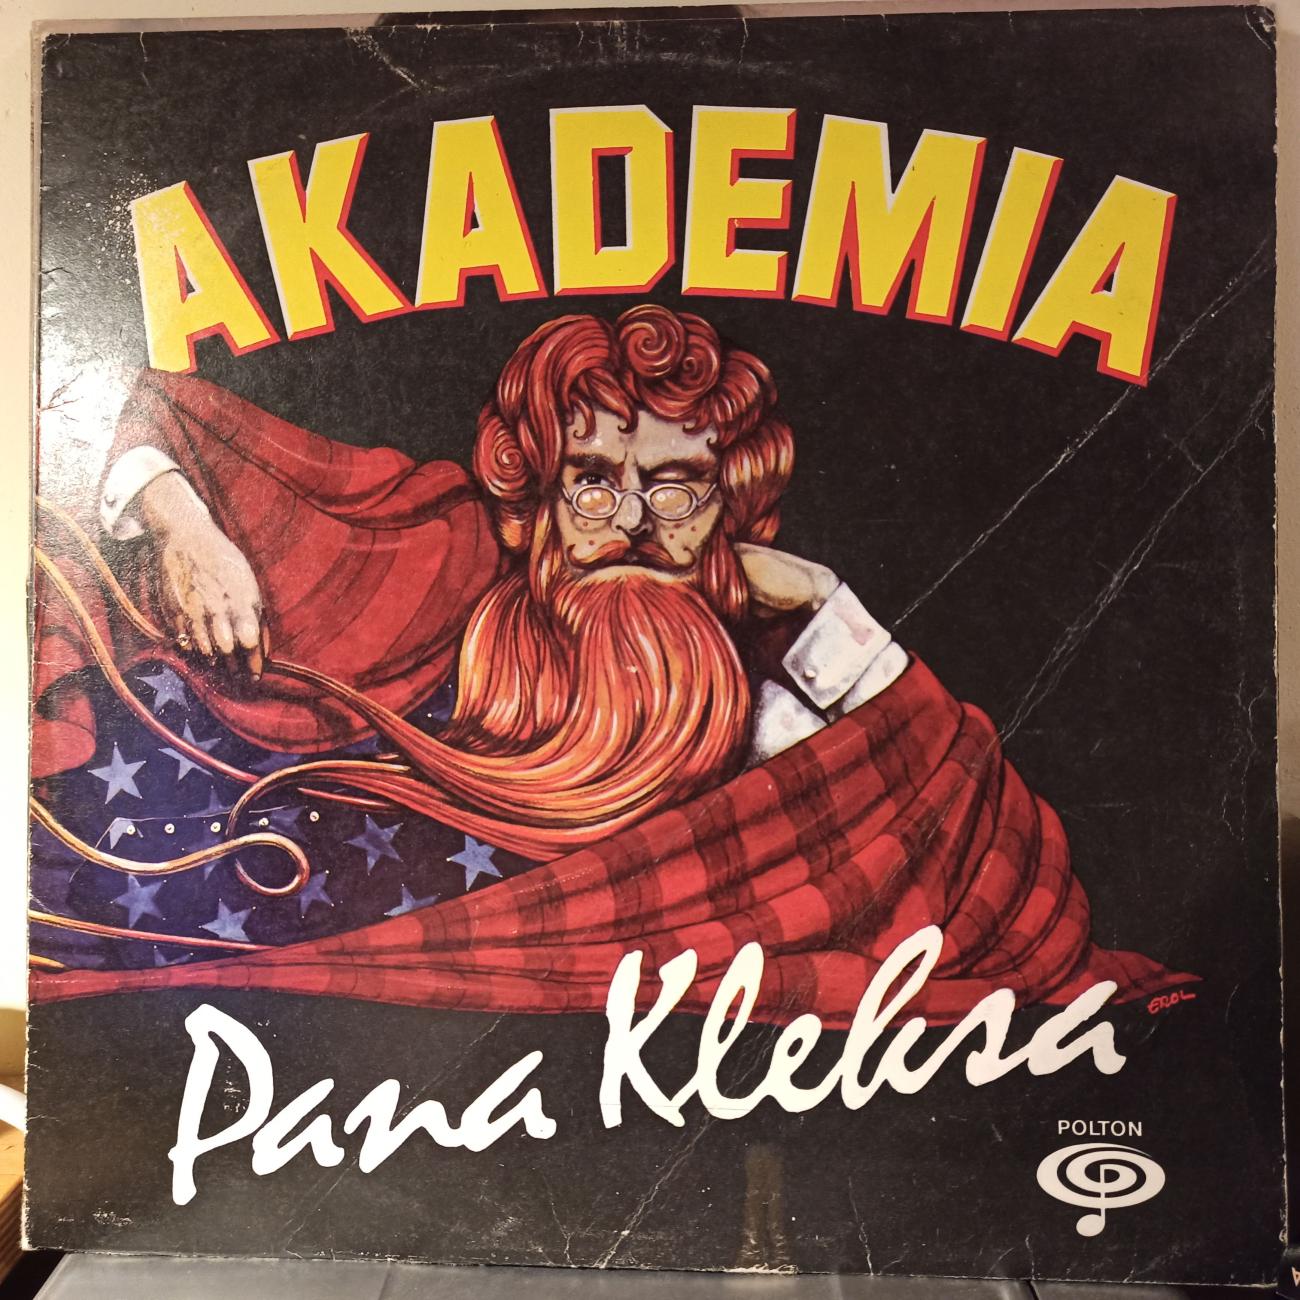 AKADEMIA
Pana Kleksa
EROL
POLTON